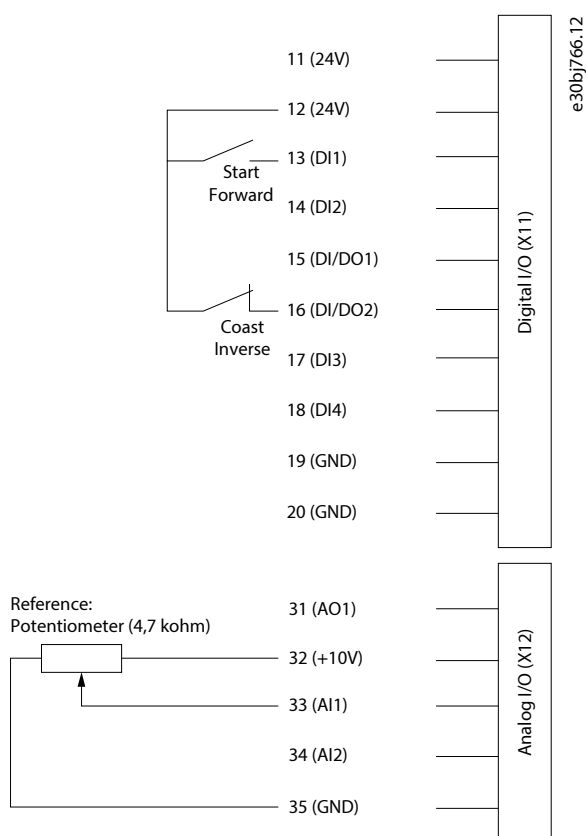 e30bj766.12
11 (24V)
12 (24V)
13 (DI1)
Start
Forward
14 (DI2)
15 (DI/DO1)
16 (DI/DO2)
Coast
Inverse
17 (DI3)
18 (DI4)
19 (GND)
20 (GND)
Digital I/O (X11)
Reference:
Potentiometer (4,7 kohm)
31 (AO1)
32 (+10V)
33 (AI1)
34 (AI2)
35 (GND)
Analog I/O (X12)